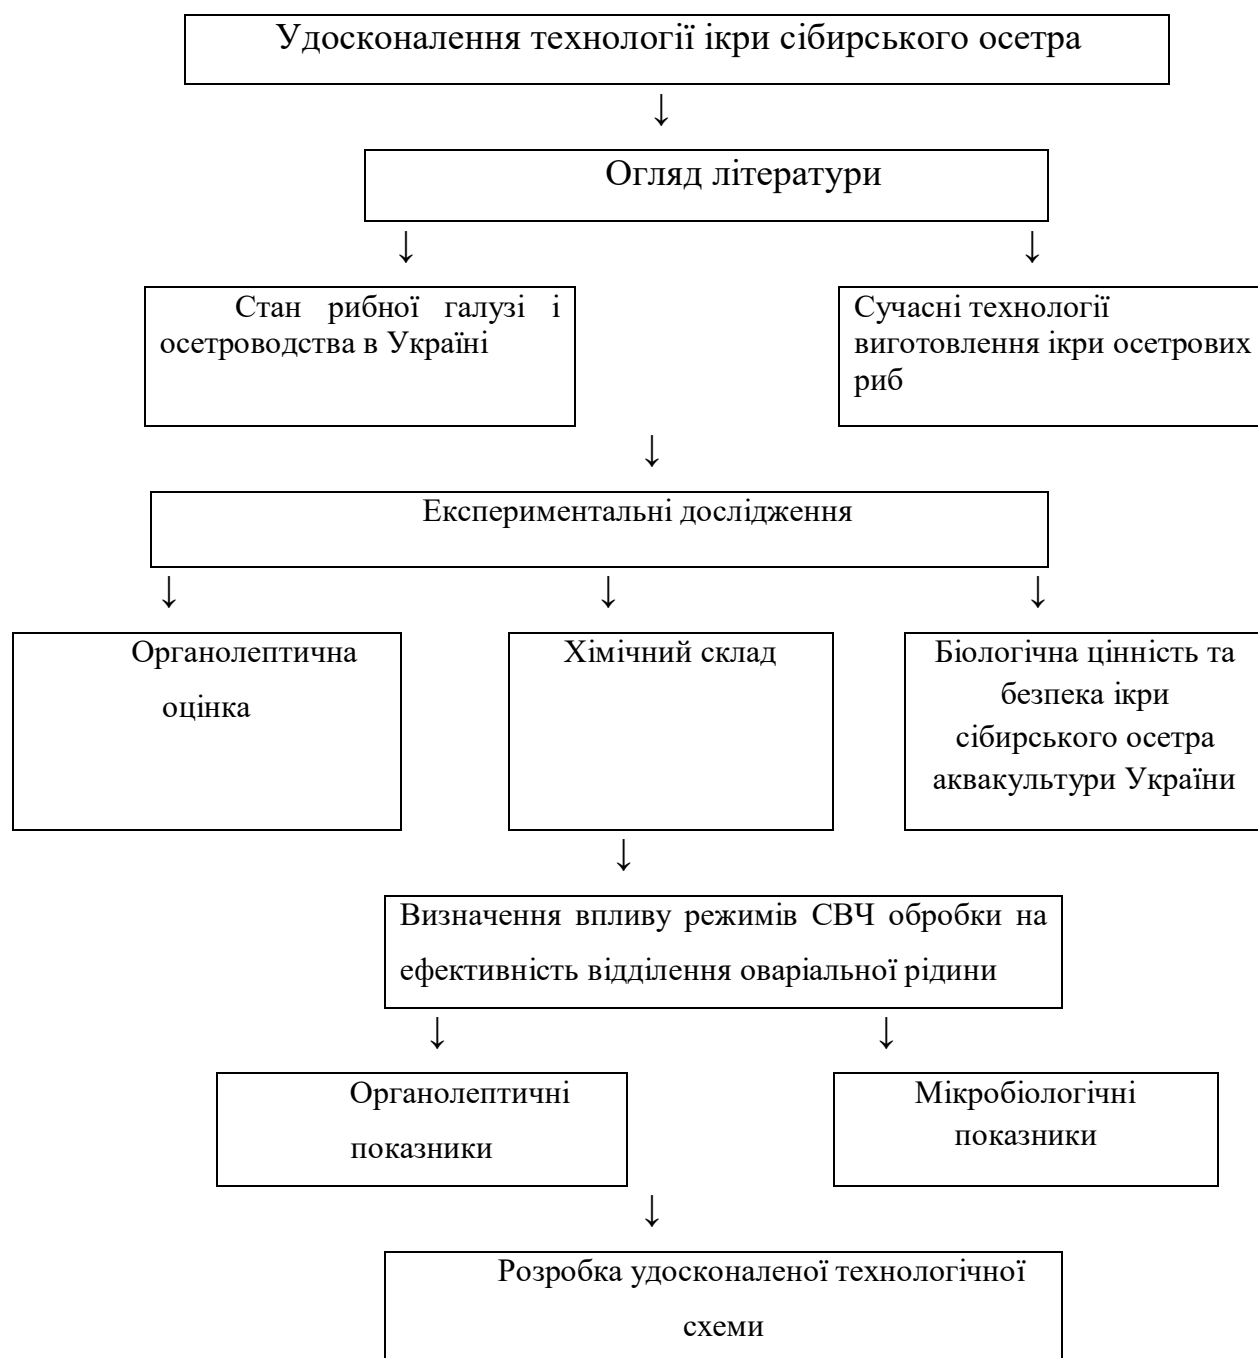 Удосконалення технології ікри сібирського осетра
↓
Огляд літератури
↓ ↓
Стан рибної галузі і
осетроводства в Україні
Сучасні технології
виготовлення ікри осетрових
риб
↓
Експериментальні дослідження
↓ ↓ ↓
Органолептична
оцінка
Хімічний склад
Біологічна цінність та
безпека ікри
сібирського осетра
аквакультури України
↓
Визначення впливу режимів СВЧ обробки на
ефективність відділення оваріальної рідини
↓ ↓
Органолептичні
показники
Мікробіологічні
показники
↓
Розробка удосконаленої технологічної
схеми